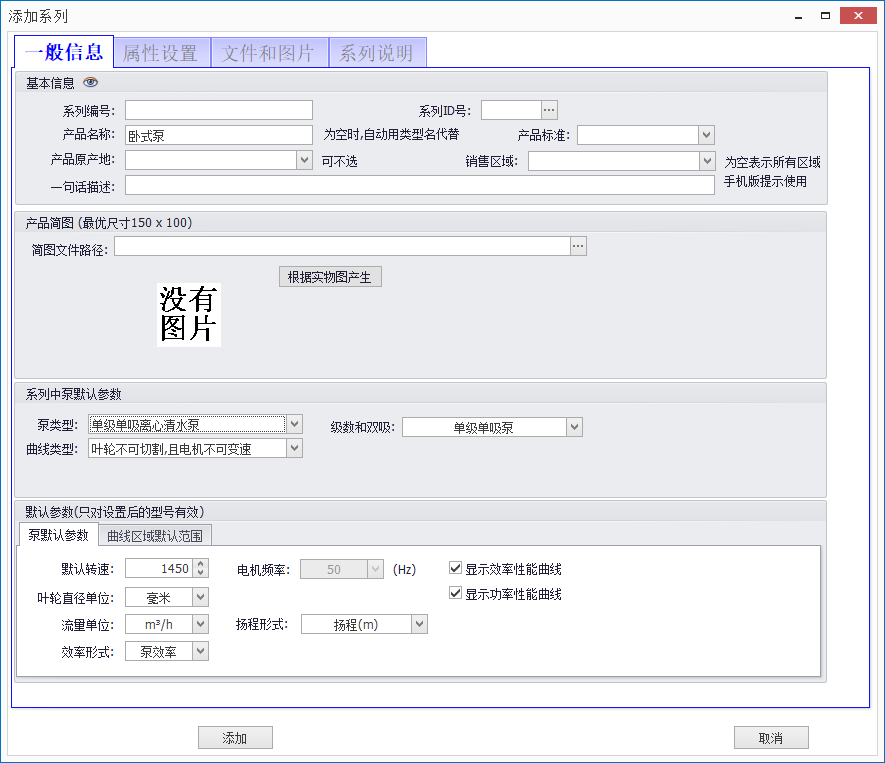 添加系列
一般信息 属性设置 文件和图片 系列说明
基本信息
系列编号: 系列ID号: ...
产品名称: 卧式泵 为空时,自动用类型名代替 产品标准:
产品原产地: 可不选 销售区域: 为空表示所有区域
一句话描述: 手机版提示使用
产品简图 (最优尺寸150 x 100)
简图文件路径: ...
根据实物图产生
没有
图片
系列中泵默认参数
泵类型: 单级单吸离心清水泵 级数和双吸: 单级单吸泵
曲线类型: 叶轮不可切割,且电机不可变速
默认参数(只对设置后的型号有效)
泵默认参数 曲线区域默认范围
默认转速: 1450 电机频率: 50 (Hz) 显示效率性能曲线
叶轮直径单位: 毫米 显示功率性能曲线
流量单位: m³/h 扬程形式: 扬程(m)
效率形式: 泵效率
添加 取消